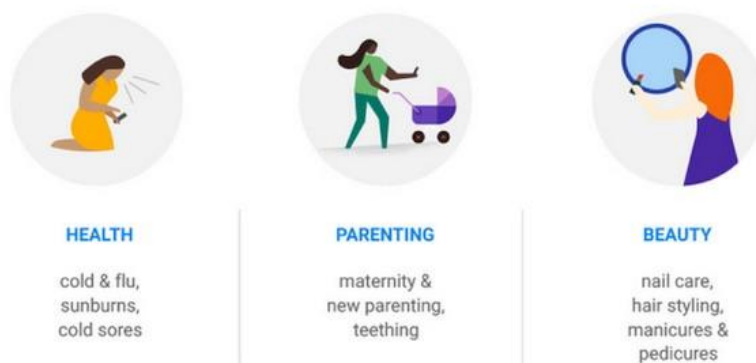 HEALTH
cold & flu,
sunburns,
cold sores
PARENTING
maternity &
new parenting,
teething
BEAUTY
nail care,
hair styling,
manicures &
pedicures